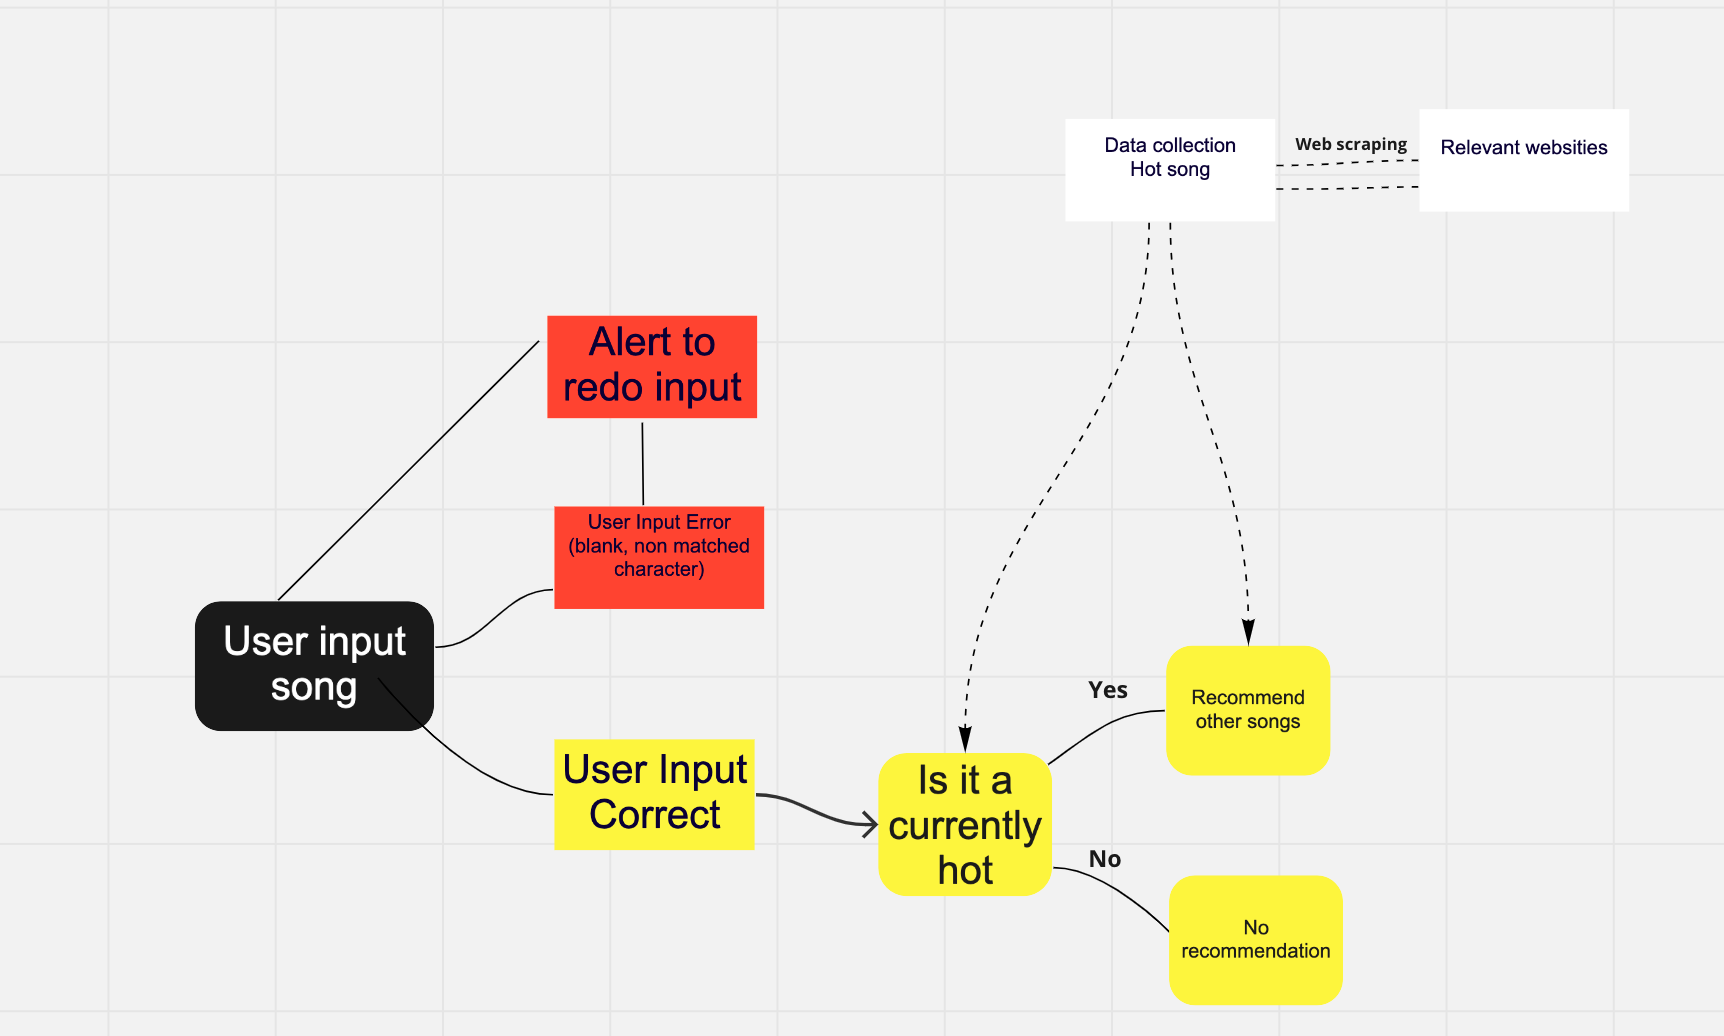 Data collection
Hot song
Web scraping
Relevant websities
Alert to
redo input
User Input Error
(blank, non matched
character)
User input
song
User Input
Correct
Is it a
currently
hot
Yes
Recommend
other songs
No
No
recommendation